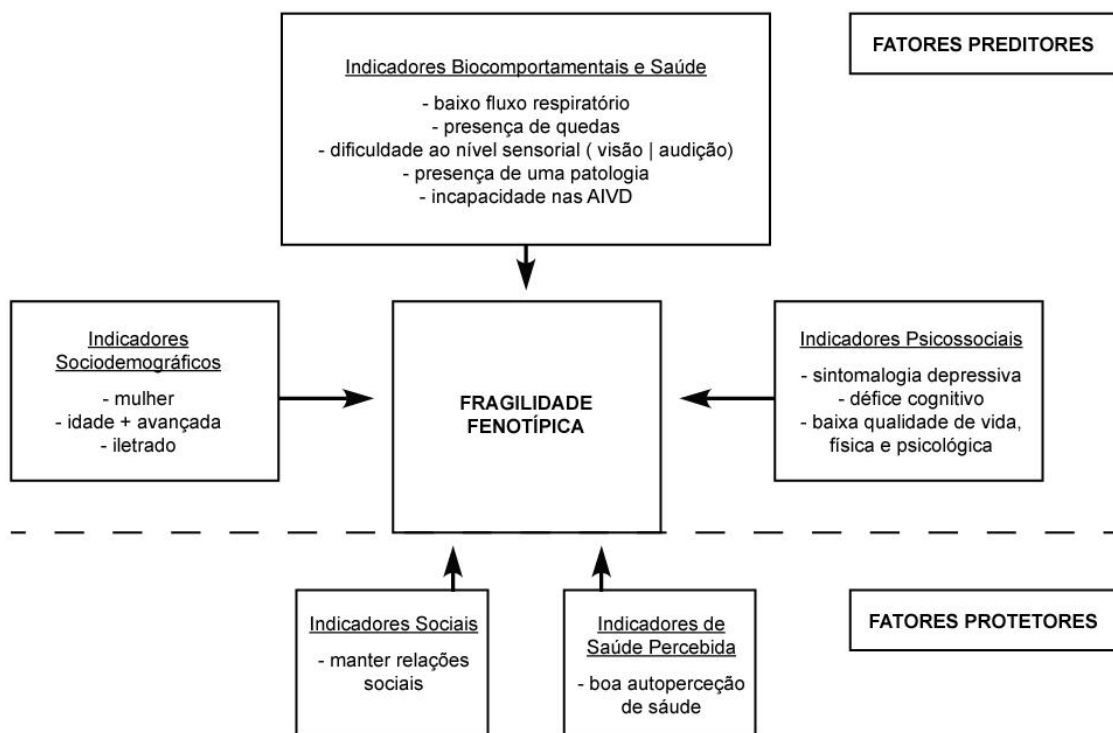 FATORES PREDITORES
Indicadores Biocomportamentais e Saúde
- baixo fluxo respiratório
- presença de quedas
- dificuldade ao nível sensorial ( visão | audição)
- presença de uma patologia
- incapacidade nas AIVD
Indicadores
Sociodemográficos
- mulher
- idade + avançada
- iletrado
FRAGILIDADE
FENOTÍPICA
Indicadores Psicossociais
- sintomalogia depressiva
- défice cognitivo
- baixa qualidade de vida,
física e psicológica
Indicadores Sociais
- manter relações
sociais
Indicadores de
Saúde Percebida
- boa autoperceção
de sáude
FATORES PROTETORES